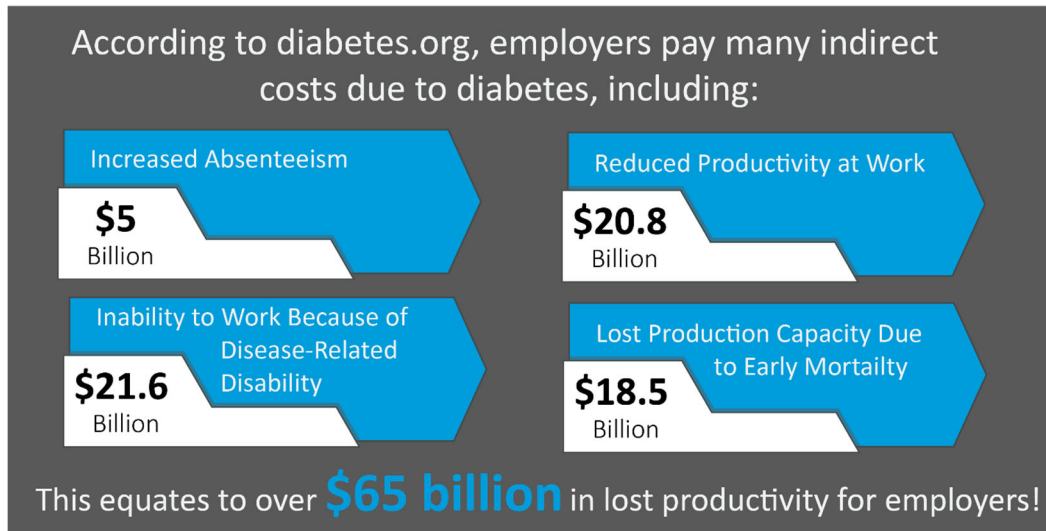 According to diabetes.org, employers pay many indirect
costs due to diabetes, including:
Increased Absenteeism
$5
Billion
Reduced Productivity at Work
$20.8
Billion
Inability to Work Because of
Disease-Related
Disability
$21.6
Billion
Lost Production Capacity Due
to Early Mortailty
$18.5
Billion
This equates to over $65 billion in lost productivity for employers!